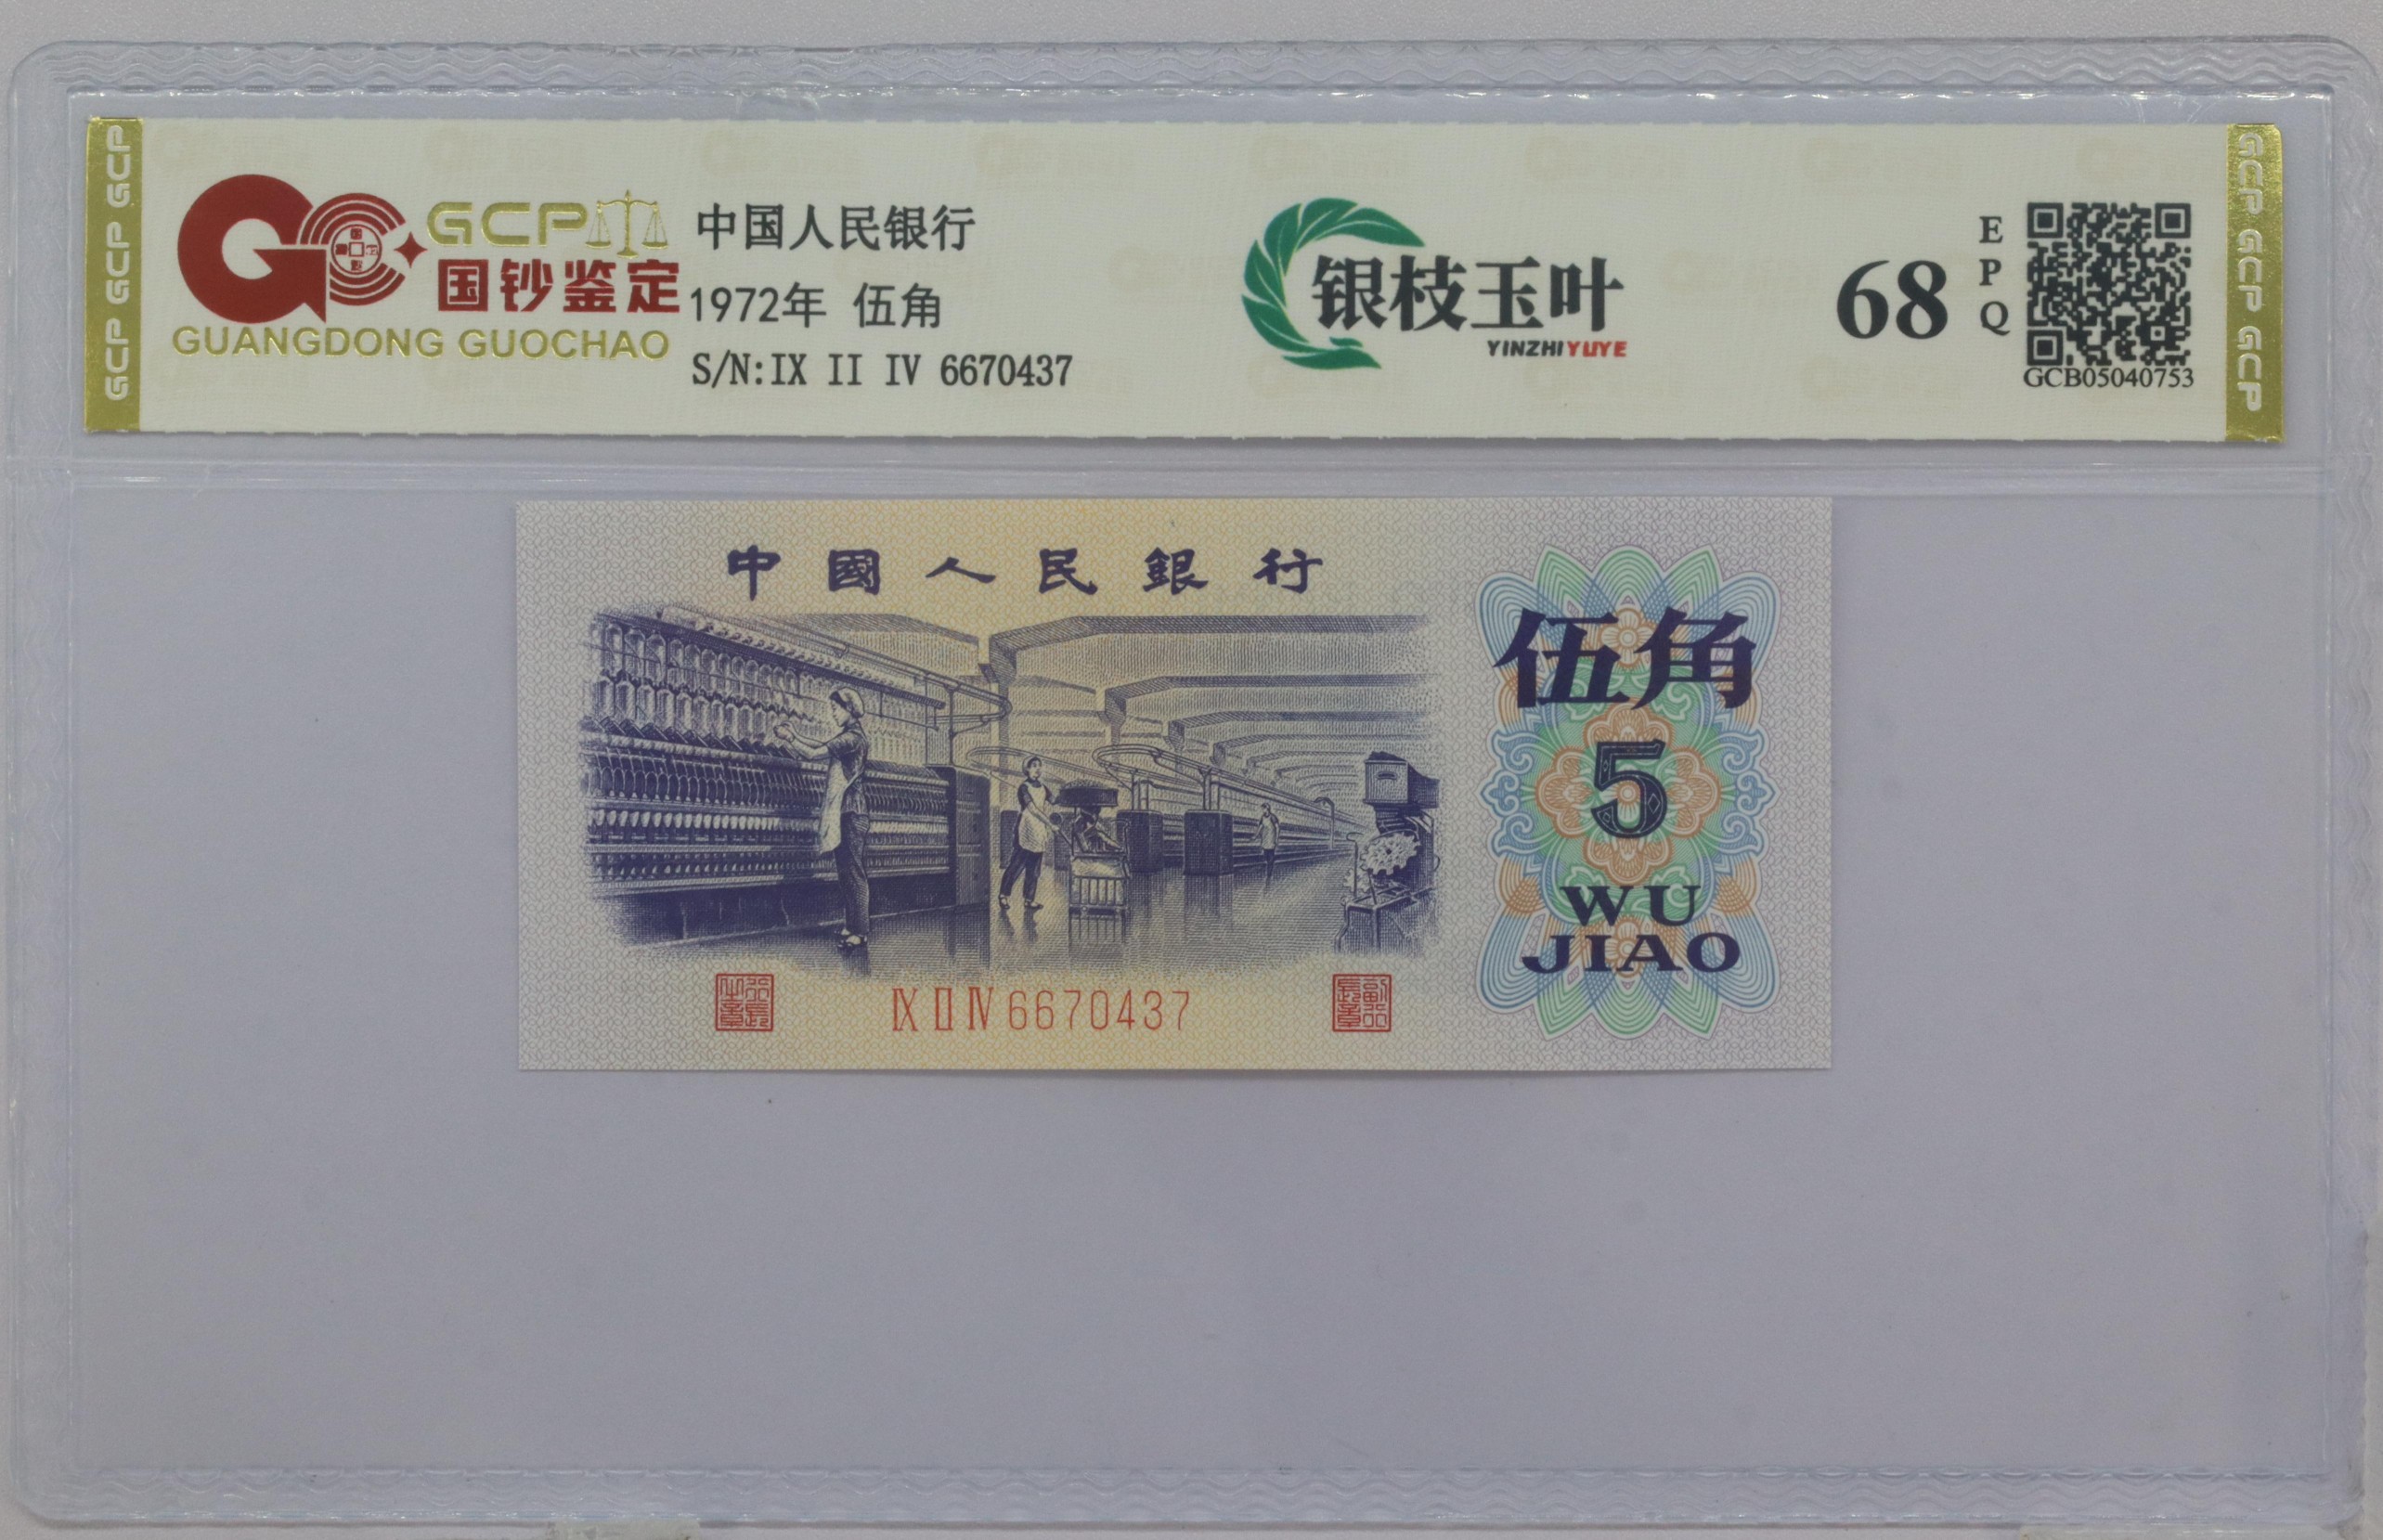 GCP GCP GCP
GCP
国钞鉴定
GUANGDONG GUOCHAO
中国人民银行
1972年 伍角
S/N:IX II IV 6670437
银枝玉叶
YINZHIYUYE
68
EPQ
GCB05040753
GCP GCP GCP
中國人民銀行
伍角
5
WU
JIAO
IX II IV 6670437